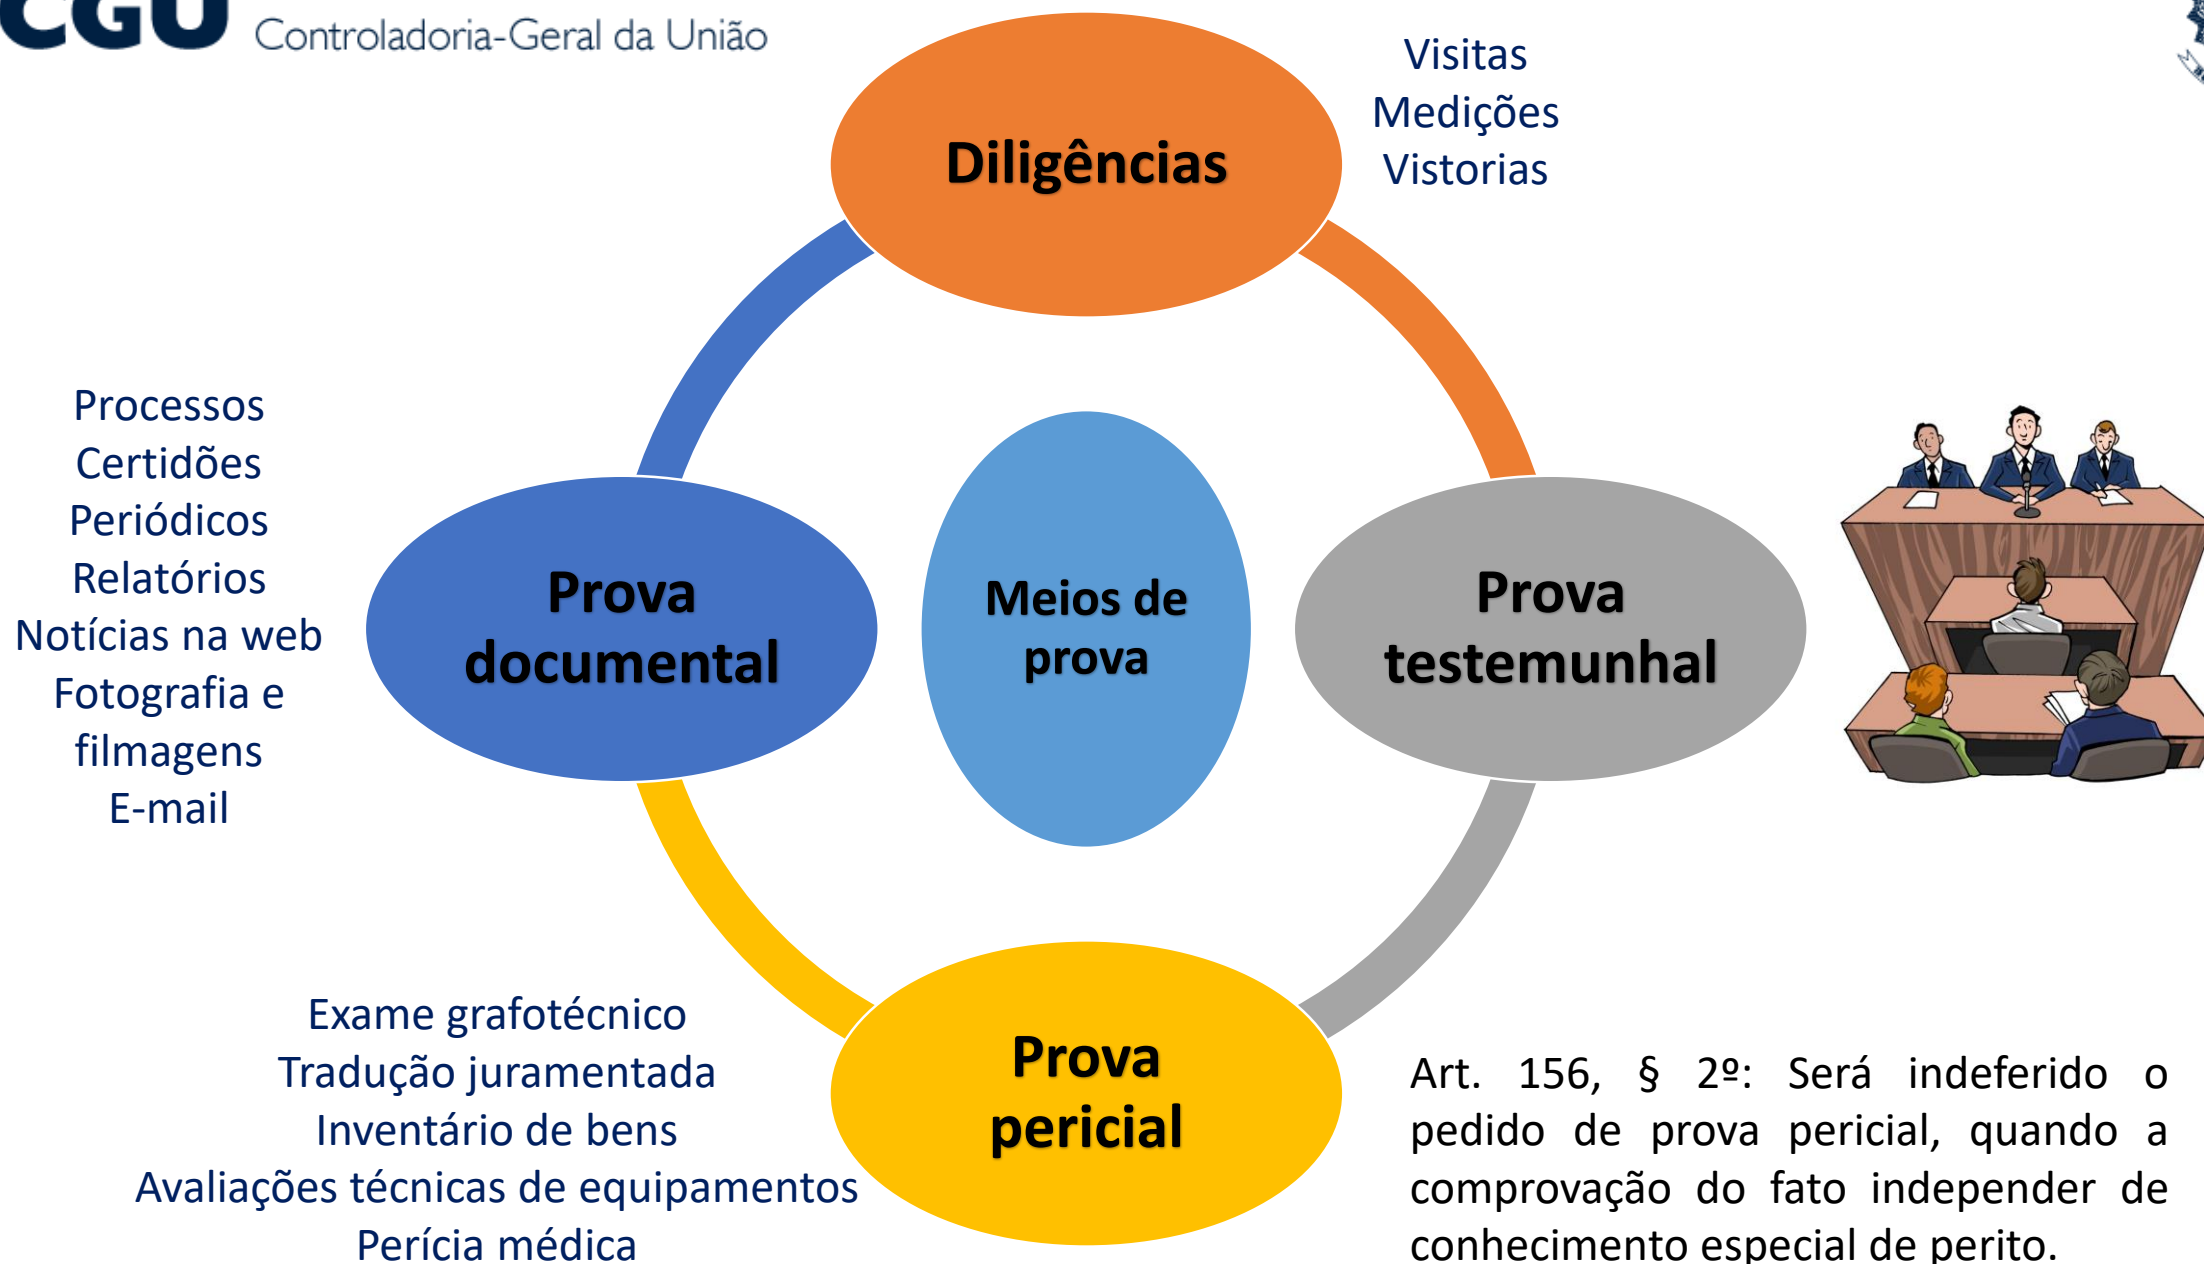 CGU Controladoria-Geral da União
Diligências
Visitas
Medições
Vistorias
Processos
Certidões
Periódicos
Relatórios
Notícias na web
Fotografia e
filmagens
E-mail
Prova
documental
Meios de
prova
Prova
testemunhal
Exame grafotécnico
Tradução juramentada
Inventário de bens
Avaliações técnicas de equipamentos
Perícia médica
Prova
pericial
Art. 156, § 2º: Será indeferido o
pedido de prova pericial, quando a
comprovação do fato independer de
conhecimento especial de perito.